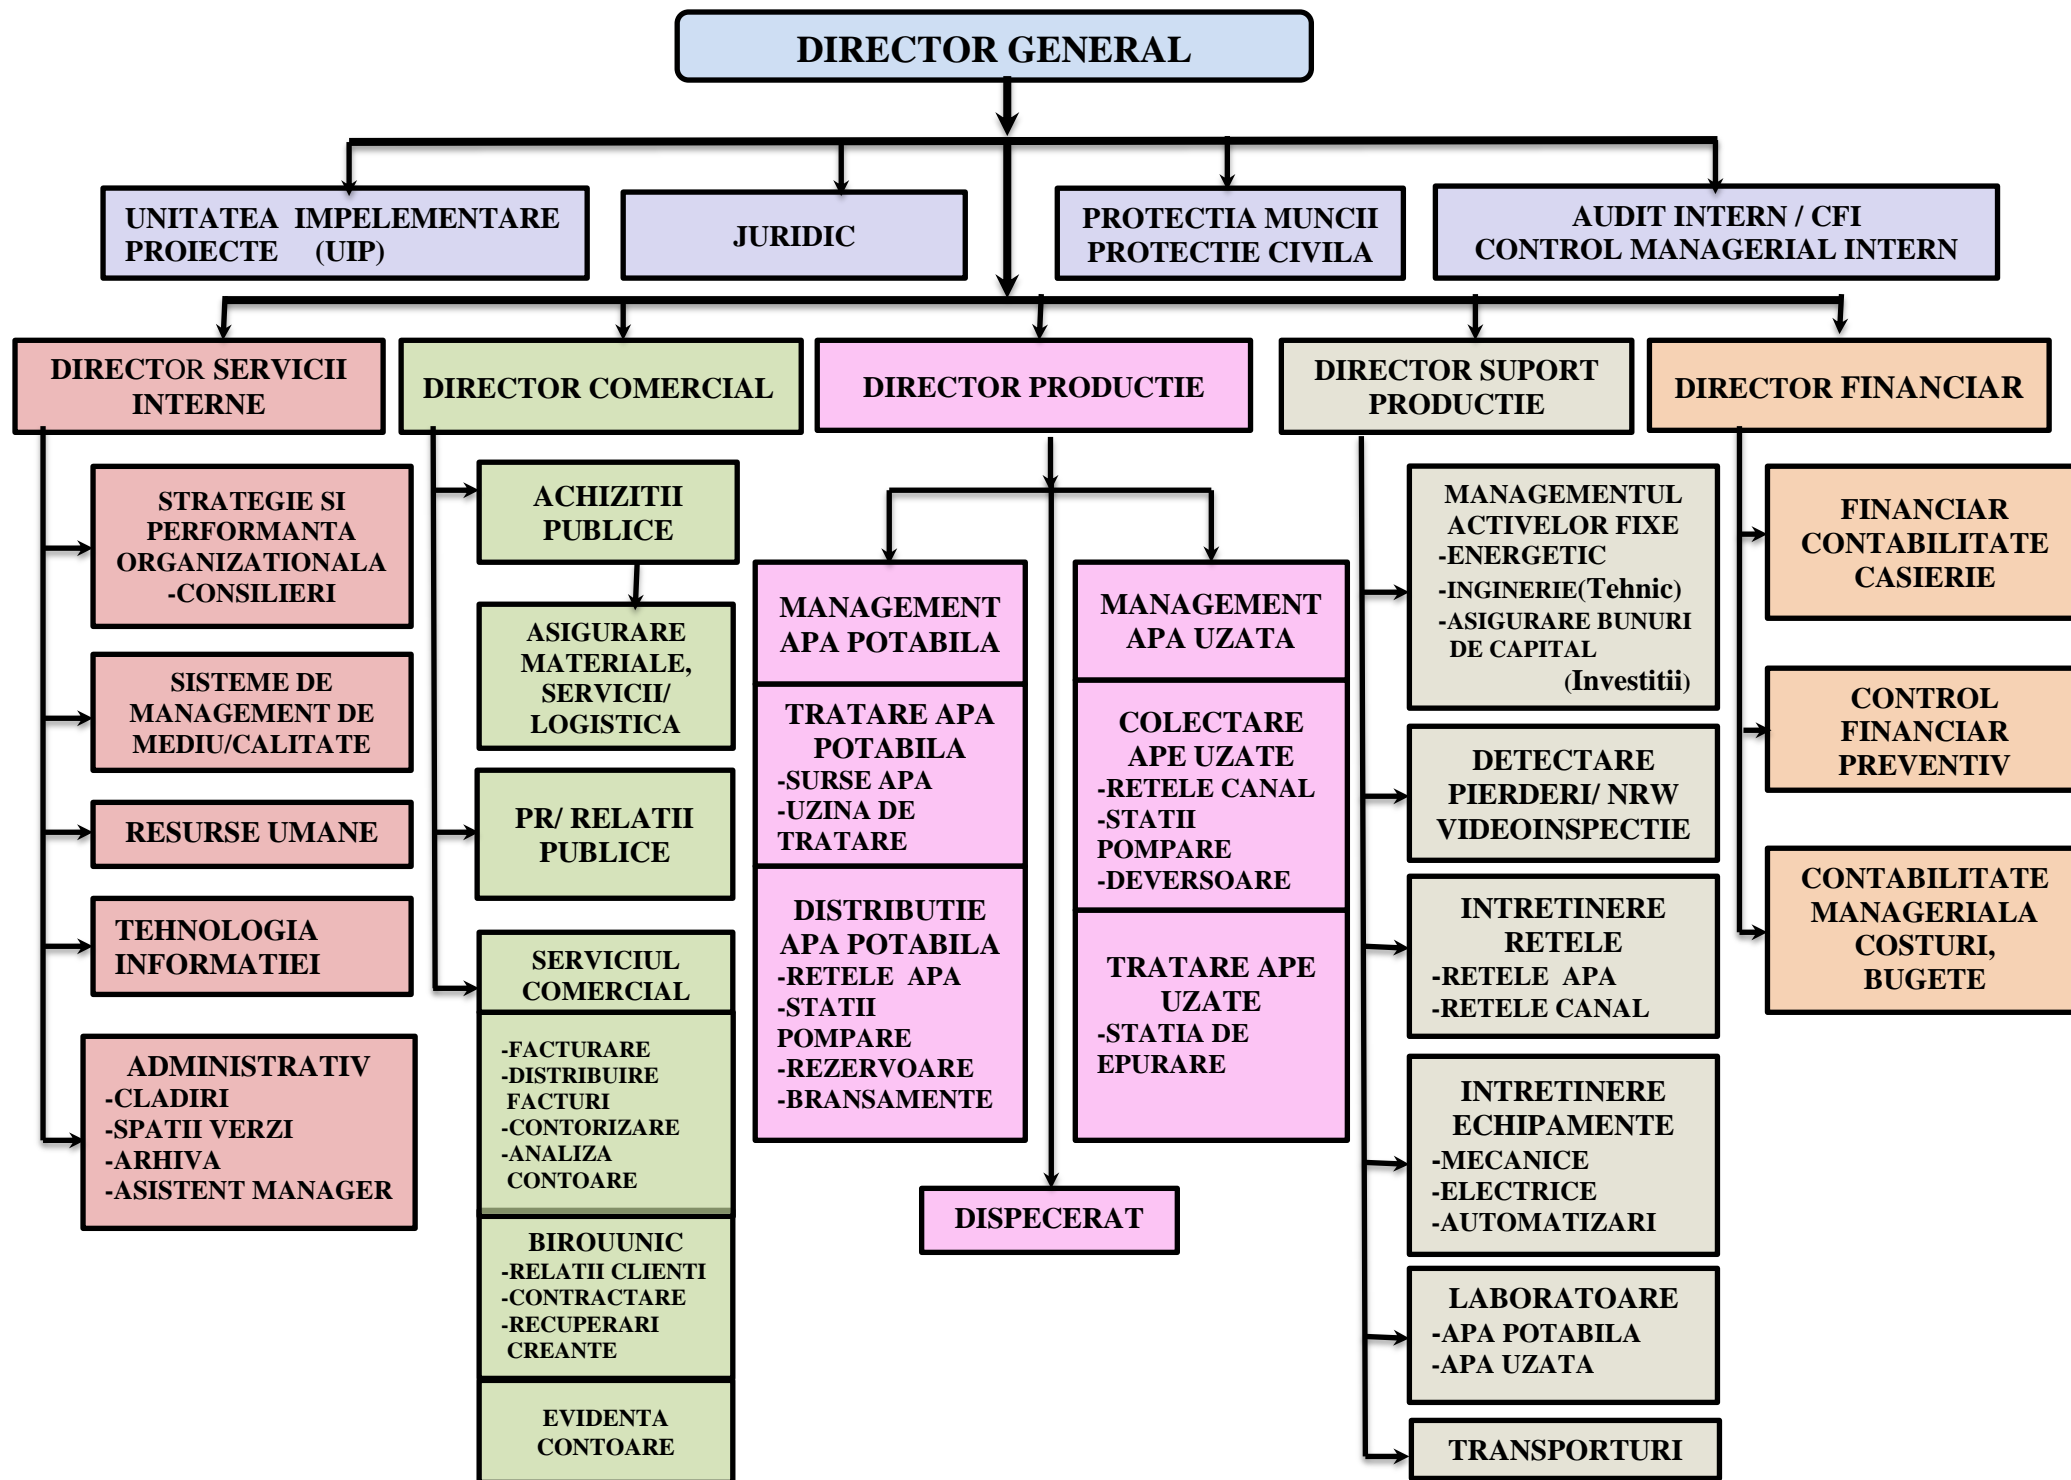 DIRECTOR GENERAL
UNITATEA IMPELEMENTARE
PROIECTE (UIP)
JURIDIC
PROTECTIA MUNCII
PROTECTIE CIVILA
AUDIT INTERN / CFI
CONTROL MANAGERIAL INTERN
DIRECTOR SERVICII
INTERNE
DIRECTOR COMERCIAL
DIRECTOR PRODUCTIE
DIRECTOR SUPORT
PRODUCTIE
DIRECTOR FINANCIAR
STRATEGIE SI
PERFORMANTA
ORGANIZATIONALA
-CONSILIERI
SISTEME DE
MANAGEMENT DE
MEDIU/CALITATE
RESURSE UMANE
TEHNOLOGIA
INFORMATIEI
ADMINISTRATIV
-CLADIRI
-SPATII VERZI
-ARHIVA
-ASISTENT MANAGER
ACHIZITII
PUBLICE
ASIGURARE
MATERIALE,
SERVICII/
LOGISTICA
PR/ RELATII
PUBLICE
SERVICIUL
COMERCIAL
-FACTURARE
-DISTRIBUIRE
FACTURI
-CONTORIZARE
-ANALIZA
CONTOARE
BIROUUNIC
-RELATII CLIENTI
-CONTRACTARE
-RECUPERARI
CREANTE
EVIDENTA
CONTOARE
MANAGEMENT
APA POTABILA
TRATARE APA
POTABILA
-SURSE APA
-UZINA DE
TRATARE
DISTRIBUTIE
APA POTABILA
-RETELE APA
-STATII
POMPARE
-REZERVOARE
-BRANSAMENTE
MANAGEMENT
APA UZATA
COLECTARE
APE UZATE
-RETELE CANAL
-STATII
POMPARE
-DEVERSOARE
TRATARE APE
UZATE
-STATIA DE
EPURARE
DISPECERAT
MANAGEMENTUL
ACTIVELOR FIXE
-ENERGETIC
-INGINERIE(Tehnic)
-ASIGURARE BUNURI
DE CAPITAL
(Investitii)
DETECTARE
PIERDERI/ NRW
VIDEOINSPECTIE
INTRETINERE
RETELE
-RETELE APA
-RETELE CANAL
INTRETINERE
ECHIPAMENTE
-MECANICE
-ELECTRICE
-AUTOMATIZARI
LABORATOARE
-APA POTABILA
-APA UZATA
TRANSPORTURI
FINANCIAR
CONTABILITATE
CASIERIE
CONTROL
FINANCIAR
PREVENTIV
CONTABILITATE
MANAGERIALA
COSTURI,
BUGETE